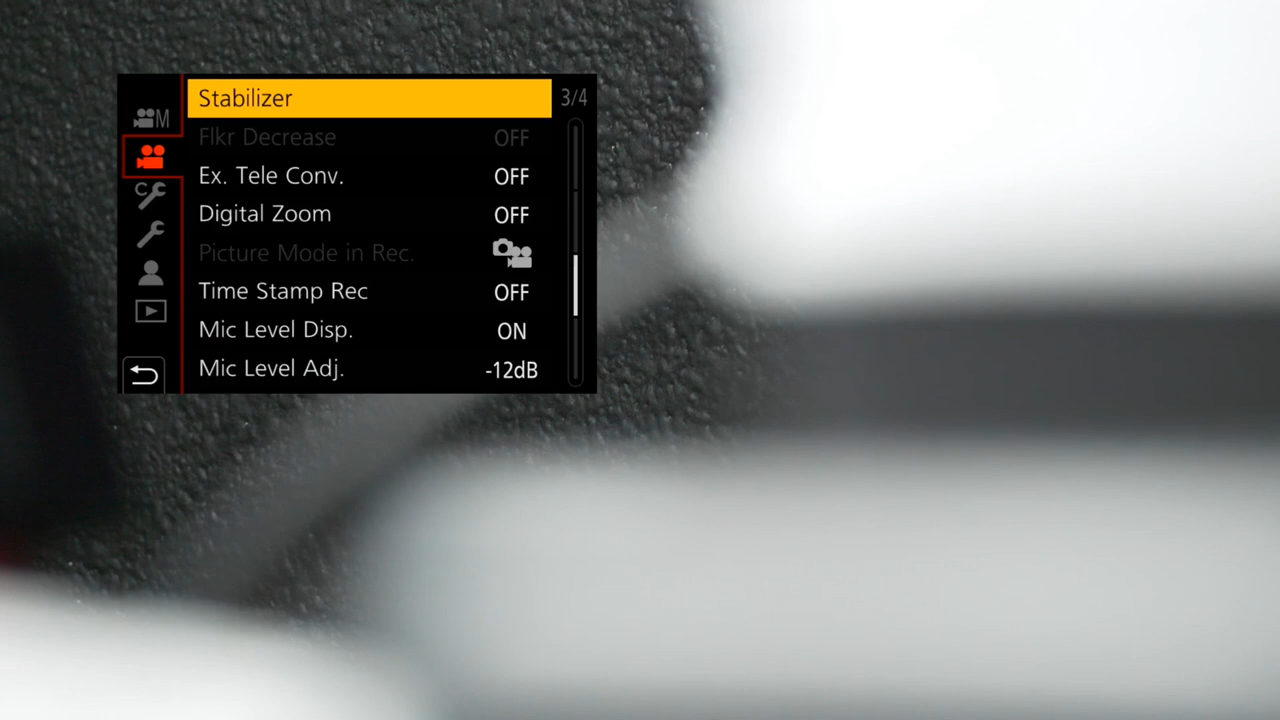 Stabilizer
3/4
Flkr Decrease OFF
Ex. Tele Conv. OFF
Digital Zoom OFF
Picture Mode in Rec.
Time Stamp Rec OFF
Mic Level Disp. ON
Mic Level Adj. -12dB
M
C